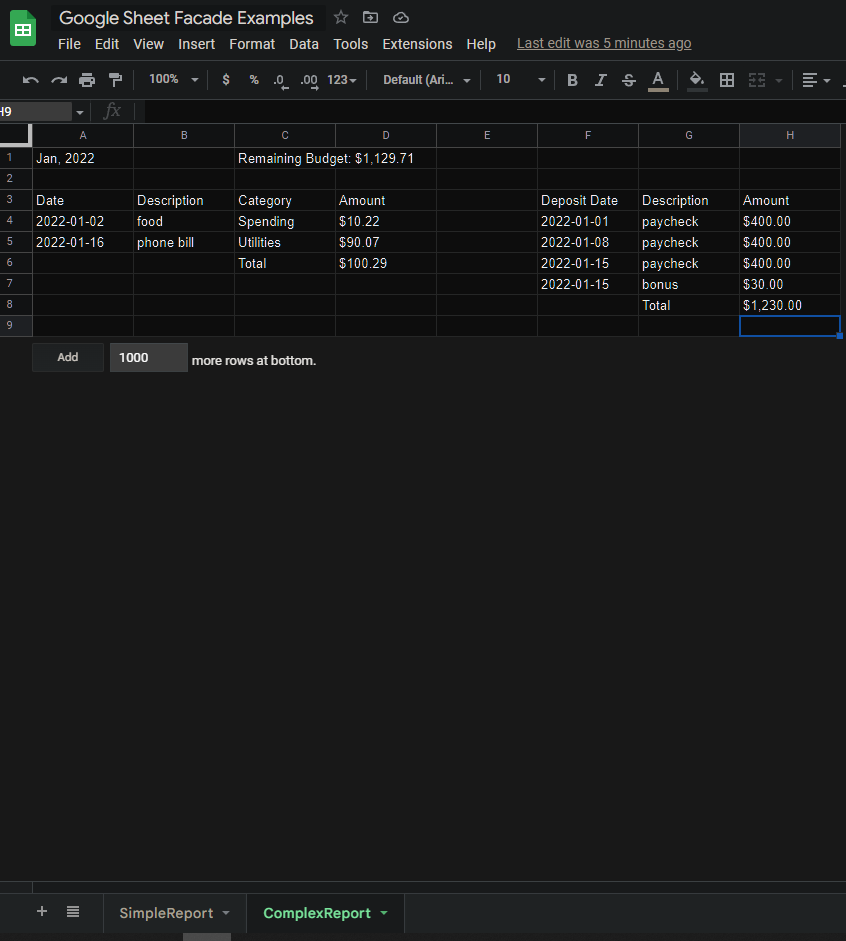 Google Sheet Facade Examples
File Edit View Insert Format Data Tools Extensions Help Last edit was 5 minutes ago
100% $ % .0 .00 123 Default (Ari... 10 B I S A
H9 fx
A B C D E F G H
1 Jan, 2022 Remaining Budget: $1,129.71
2
3 Date Description Category Amount Deposit Date Description Amount
4 2022-01-02 food Spending $10.22 2022-01-01 paycheck $400.00
5 2022-01-16 phone bill Utilities $90.07 2022-01-08 paycheck $400.00
6 Total $100.29 2022-01-15 paycheck $400.00
7 2022-01-15 bonus $30.00
8 Total $1,230.00
9
Add 1000 more rows at bottom.
+ SimpleReport ComplexReport